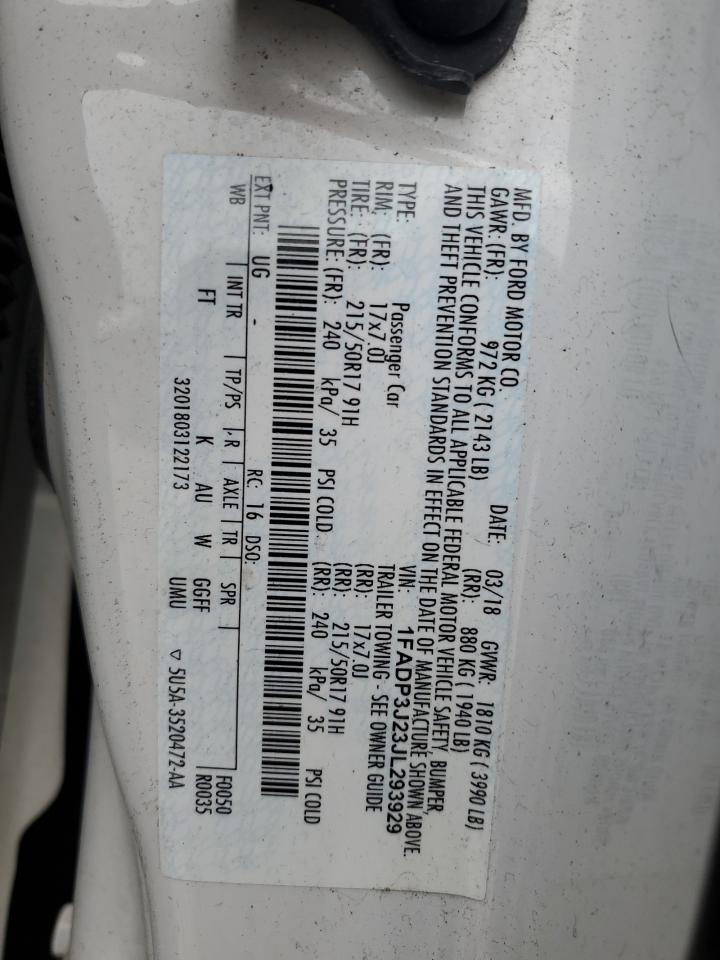 MFD. BY FORD MOTOR CO.
DATE: 03/18 GVWR: 1810 KG ( 3990 LB)
GAWR: (FR): 972 KG ( 2143 LB) (RR): 880 KG ( 1940 LB)
THIS VEHICLE CONFORMS TO ALL APPLICABLE FEDERAL MOTOR VEHICLE SAFETY, BUMPER,
AND THEFT PREVENTION STANDARDS IN EFFECT ON THE DATE OF MANUFACTURE SHOWN ABOVE.
VIN: 1FADP3J23JL293929
TYPE: Passenger Car TRAILER TOWING - SEE OWNER GUIDE
RIM: (FR): 17x7.0J (RR): 17x7.0J
TIRE: (FR): 215/50R17 91H (RR): 215/50R17 91H
PRESSURE: (FR): 240 kPa/ 35 PSI COLD (RR): 240 kPa/ 35 PSI COLD
EXT PNT: UG - RC: 16 DSO: F0050
WB INT TR TP/PS R AXLE TR SPR R0035
FT K AU W GGFF
3201803122173 UMU ▽ 5U5A-3520472-AA